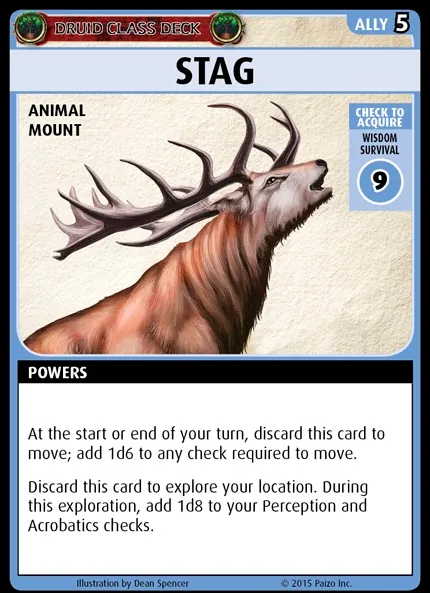 DRUID CLASS DECK
ALLY 5
STAG
ANIMAL
MOUNT
CHECK TO
ACQUIRE
WISDOM
SURVIVAL
9
POWERS
At the start or end of your turn, discard this card to
move; add 1d6 to any check required to move.
Discard this card to explore your location. During
this exploration, add 1d8 to your Perception and
Acrobatics checks.
Illustration by Dean Spencer
© 2015 Paizo Inc.